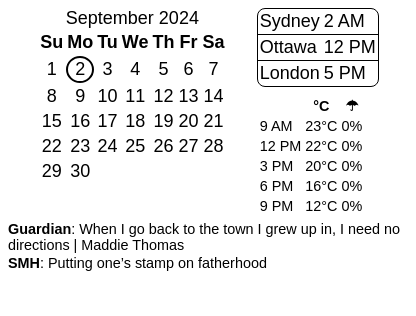 September 2024
Su Mo Tu We Th Fr Sa
1 2 3 4 5 6 7
8 9 10 11 12 13 14
15 16 17 18 19 20 21
22 23 24 25 26 27 28
29 30
Sydney 2 AM
Ottawa 12 PM
London 5 PM
°C ☂
9 AM 23°C 0%
12 PM 22°C 0%
3 PM 20°C 0%
6 PM 16°C 0%
9 PM 12°C 0%
Guardian: When I go back to the town I grew up in, I need no
directions | Maddie Thomas
SMH: Putting one’s stamp on fatherhood